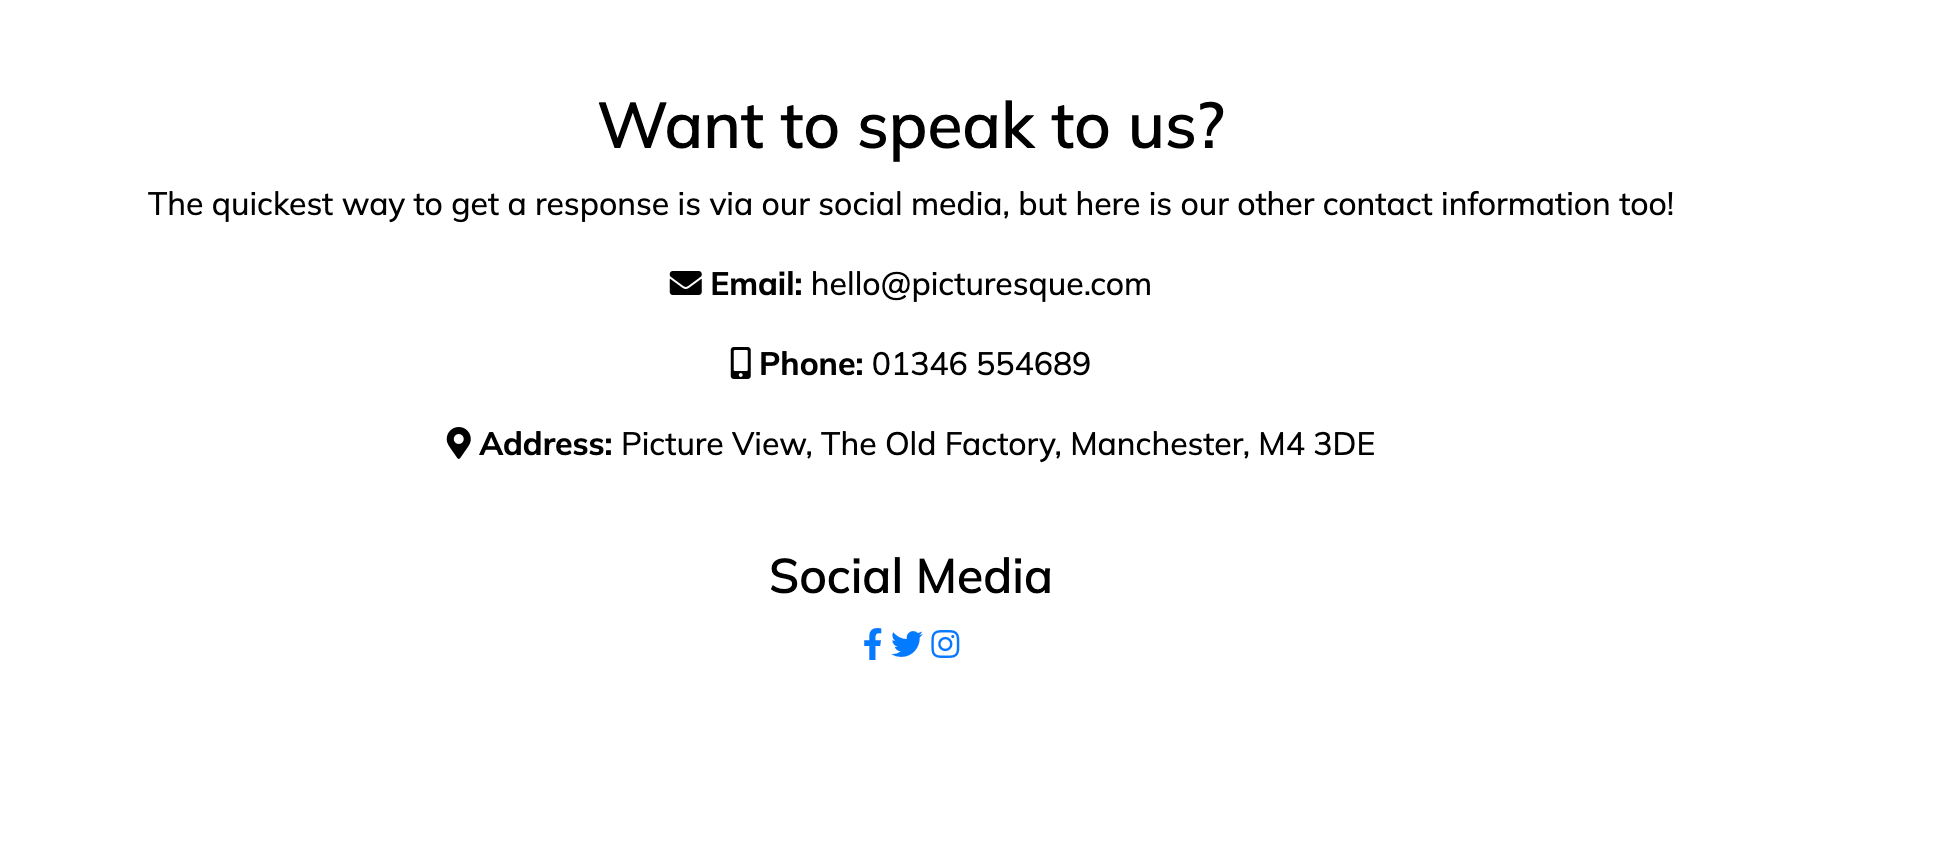 Want to speak to us?
The quickest way to get a response is via our social media, but here is our other contact information too!
Email: hello@picturesque.com
Phone: 01346 554689
Address: Picture View, The Old Factory, Manchester, M4 3DE
Social Media